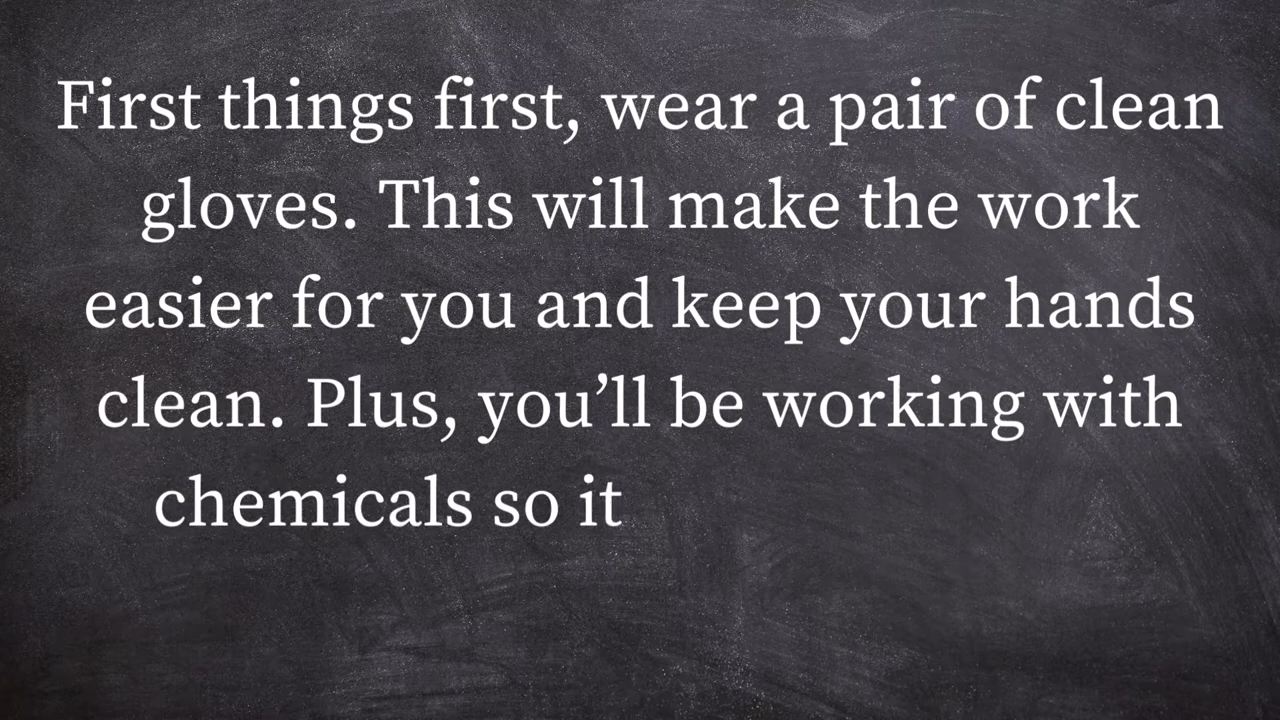 First things first, wear a pair of clean
gloves. This will make the work
easier for you and keep your hands
clean. Plus, you’ll be working with
chemicals so it